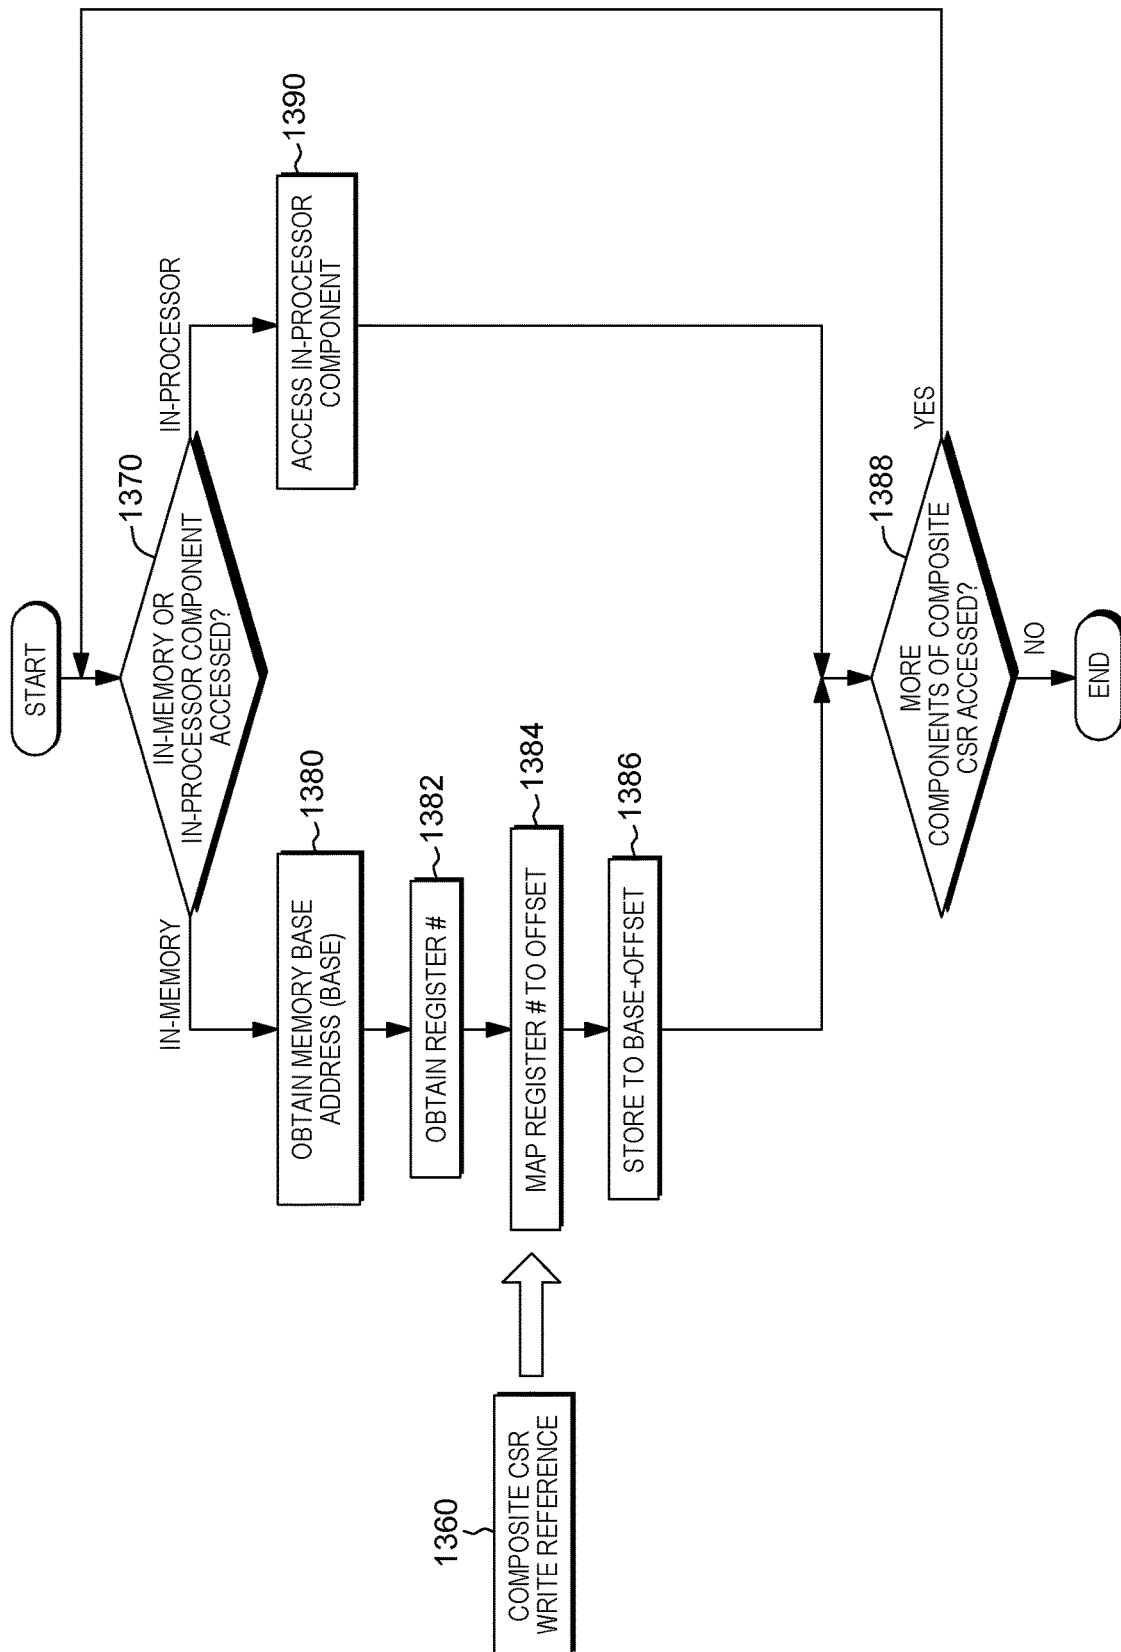 START
IN-MEMORY OR
IN-PROCESSOR COMPONENT
ACCESSED?
1370
IN-MEMORY
IN-PROCESSOR
OBTAIN MEMORY BASE
ADDRESS (BASE)
1380
ACCESS IN-PROCESSOR
COMPONENT
1390
OBTAIN REGISTER #
1382
COMPOSITE CSR
WRITE REFERENCE
1360
MAP REGISTER # TO OFFSET
1384
STORE TO BASE+OFFSET
1386
MORE
COMPONENTS OF COMPOSITE
CSR ACCESSED?
1388
YES
NO
END